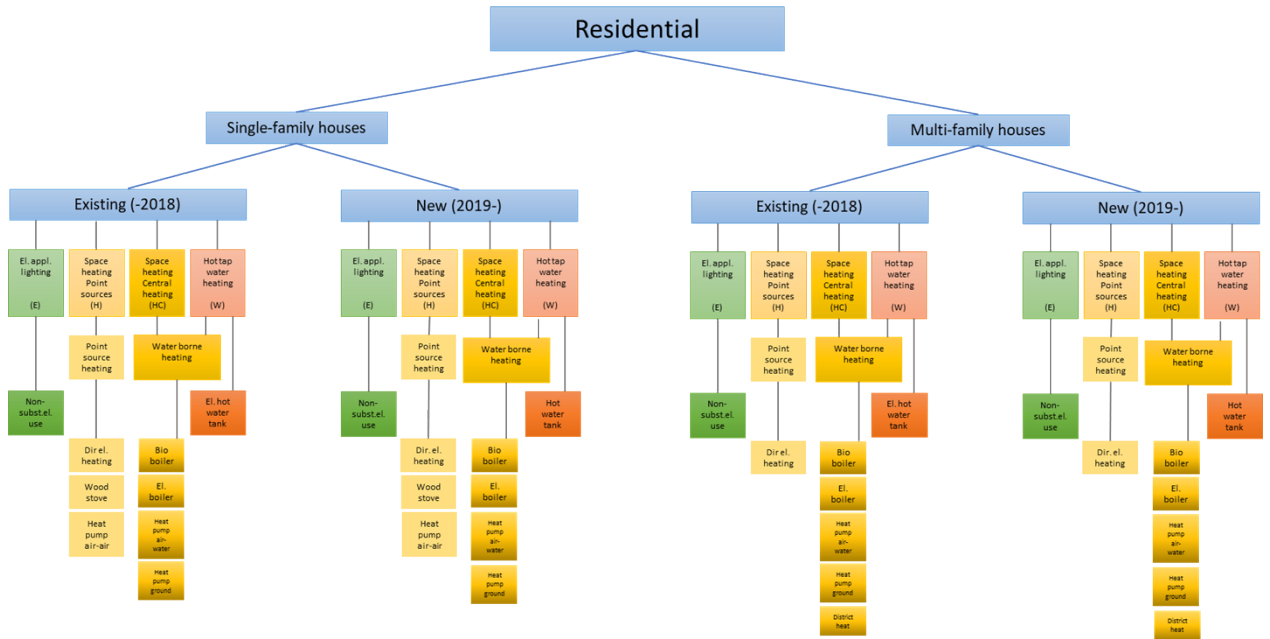 Residential
Single-family houses
Multi-family houses
Existing (-2018)
New (2019-)
Existing (-2018)
New (2019-)
El. appl.
lighting
(E)
Space
heating
Point
sources
(H)
Space
heating
Central
heating
(HC)
Hot tap
water
heating
(W)
El. appl.
lighting
(E)
Space
heating
Point
sources
(H)
Space
heating
Central
heating
(HC)
Hot tap
water
heating
(W)
El. appl.
lighting
(E)
Space
heating
Point
sources
(H)
Space
heating
Central
heating
(HC)
Hot tap
water
heating
(W)
El. appl.
lighting
(E)
Space
heating
Point
sources
(H)
Space
heating
Central
heating
(HC)
Hot tap
water
heating
(W)
Point
source
heating
Water borne
heating
Point
source
heating
Water borne
heating
Point
source
heating
Water borne
heating
Point
source
heating
Water borne
heating
Non-
subst.el.
use
El. hot
water
tank
Non-
subst.el.
use
Hot
water
tank
Non-
subst.el.
use
El. hot
water
tank
Non-
subst.el.
use
Hot
water
tank
Dir el.
heating
Wood
stove
Heat
pump
air-air
Bio
boiler
El.
boiler
Heat
pump
air-
water
Heat
pump
ground
Dir. el.
heating
Wood
stove
Heat
pump
air-air
Bio
boiler
El.
boiler
Heat
pump
air-
water
Heat
pump
ground
Dir. el.
heating
Bio
boiler
El.
boiler
Heat
pump
air-
water
Heat
pump
ground
District
heat
Dir. el.
heating
Bio
boiler
El.
boiler
Heat
pump
air-
water
Heat
pump
ground
District
heat